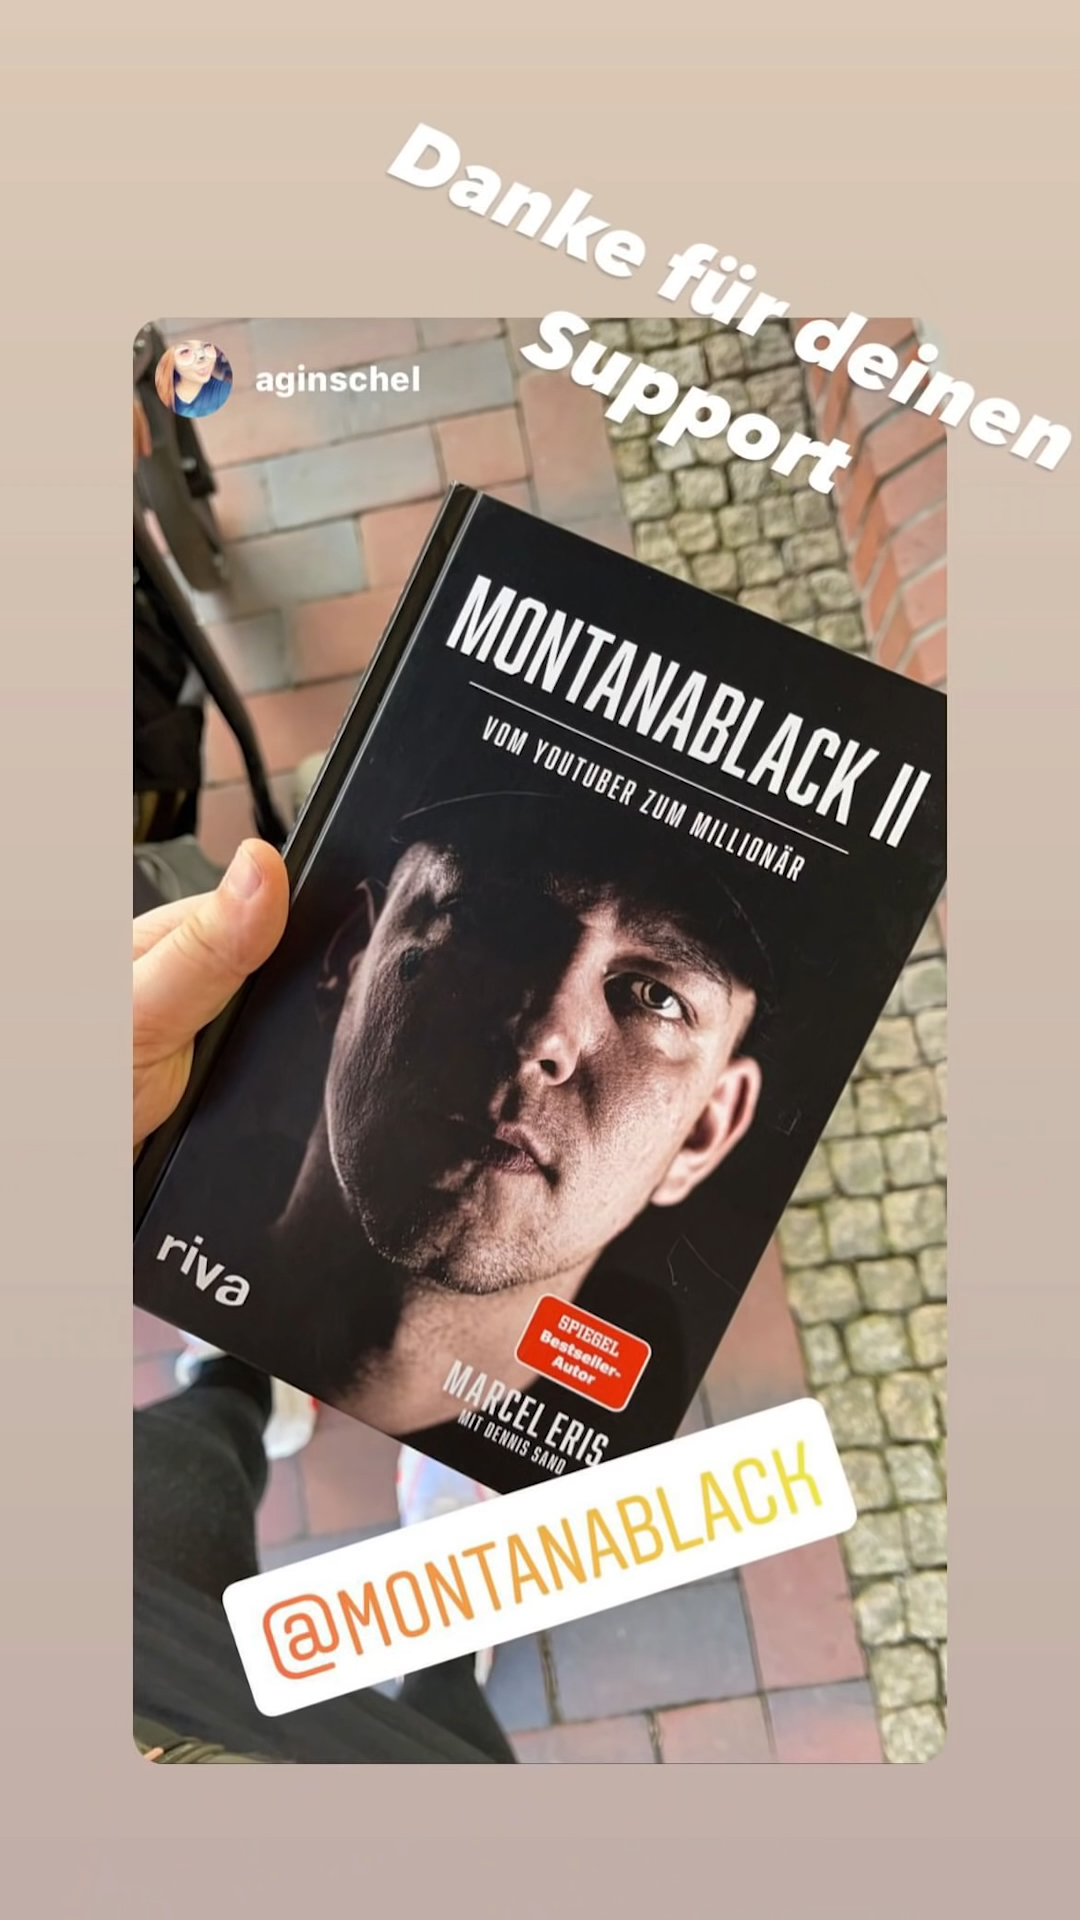 Danke für deinen
Support
aginschel
MONTANABLACK II
VOM YOUTUBER ZUM MILLIONÄR
riva
SPIEGEL
Bestseller-
Autor
MARCEL ERIS
MIT DENNIS SAND
@MONTANABLACK